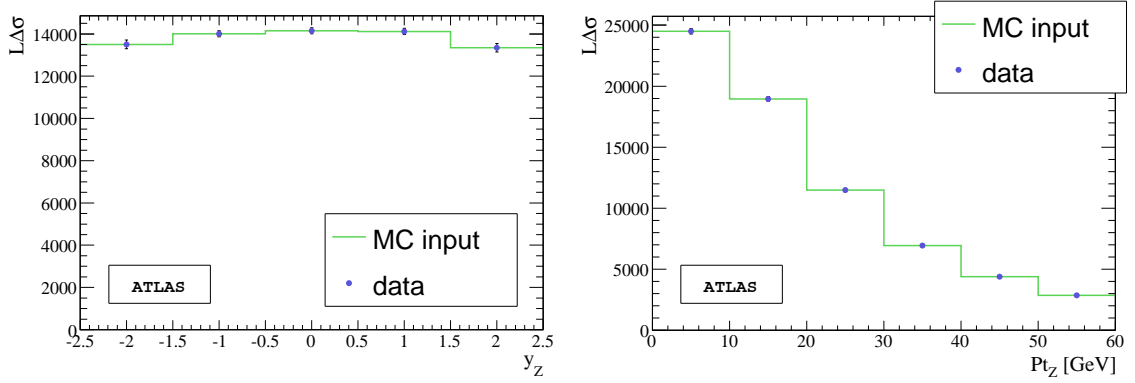 LΔσ
14000
12000
10000
8000
6000
4000
2000
0
MC input
data
ATLAS
-2.5 -2 -1.5 -1 -0.5 0 0.5 1 1.5 2 2.5
y_Z
LΔσ
25000
20000
15000
10000
5000
0
MC input
data
ATLAS
0 10 20 30 40 50 60
Pt_Z [GeV]